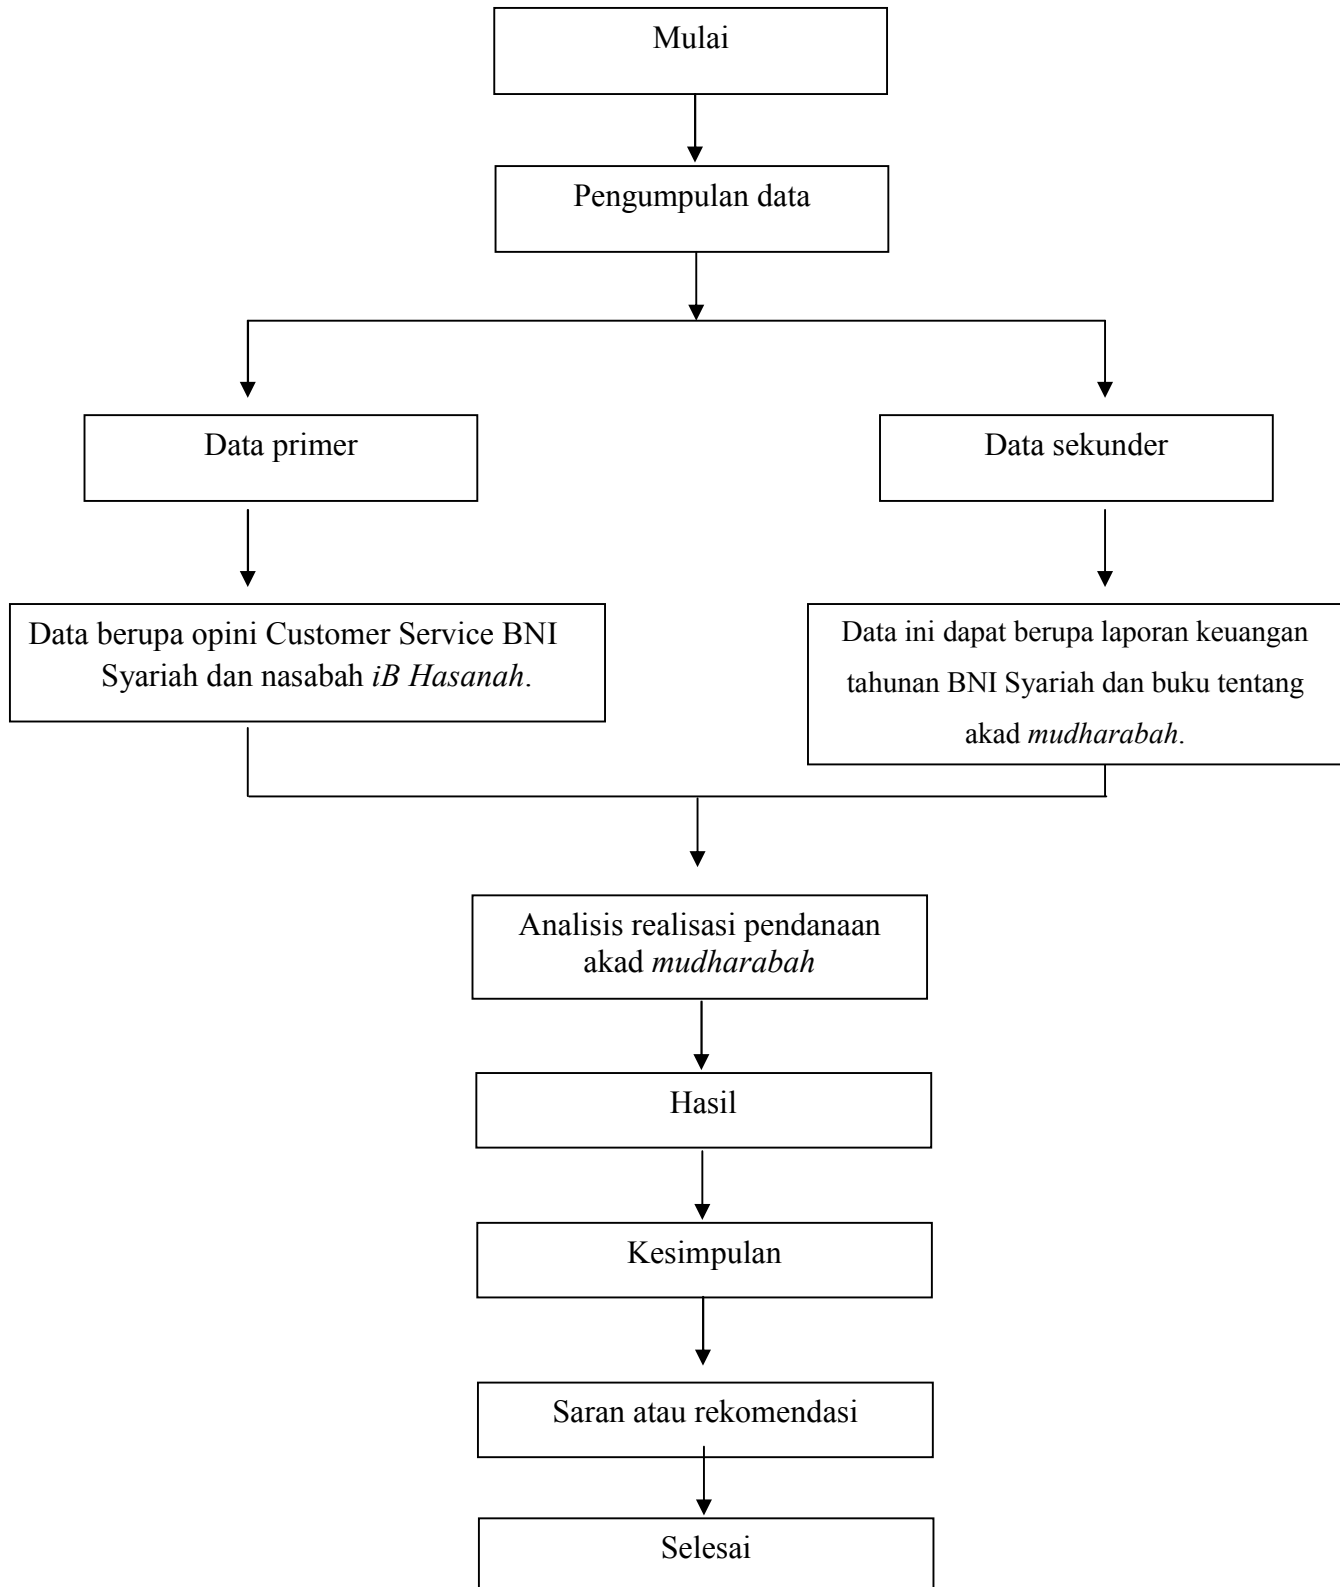 Mulai
Pengumpulan data
Data primer
Data sekunder
Data berupa opini Customer Service BNI
Syariah dan nasabah iB Hasanah.
Data ini dapat berupa laporan keuangan
tahunan BNI Syariah dan buku tentang
akad mudharabah.
Analisis realisasi pendanaan
akad mudharabah
Hasil
Kesimpulan
Saran atau rekomendasi
Selesai